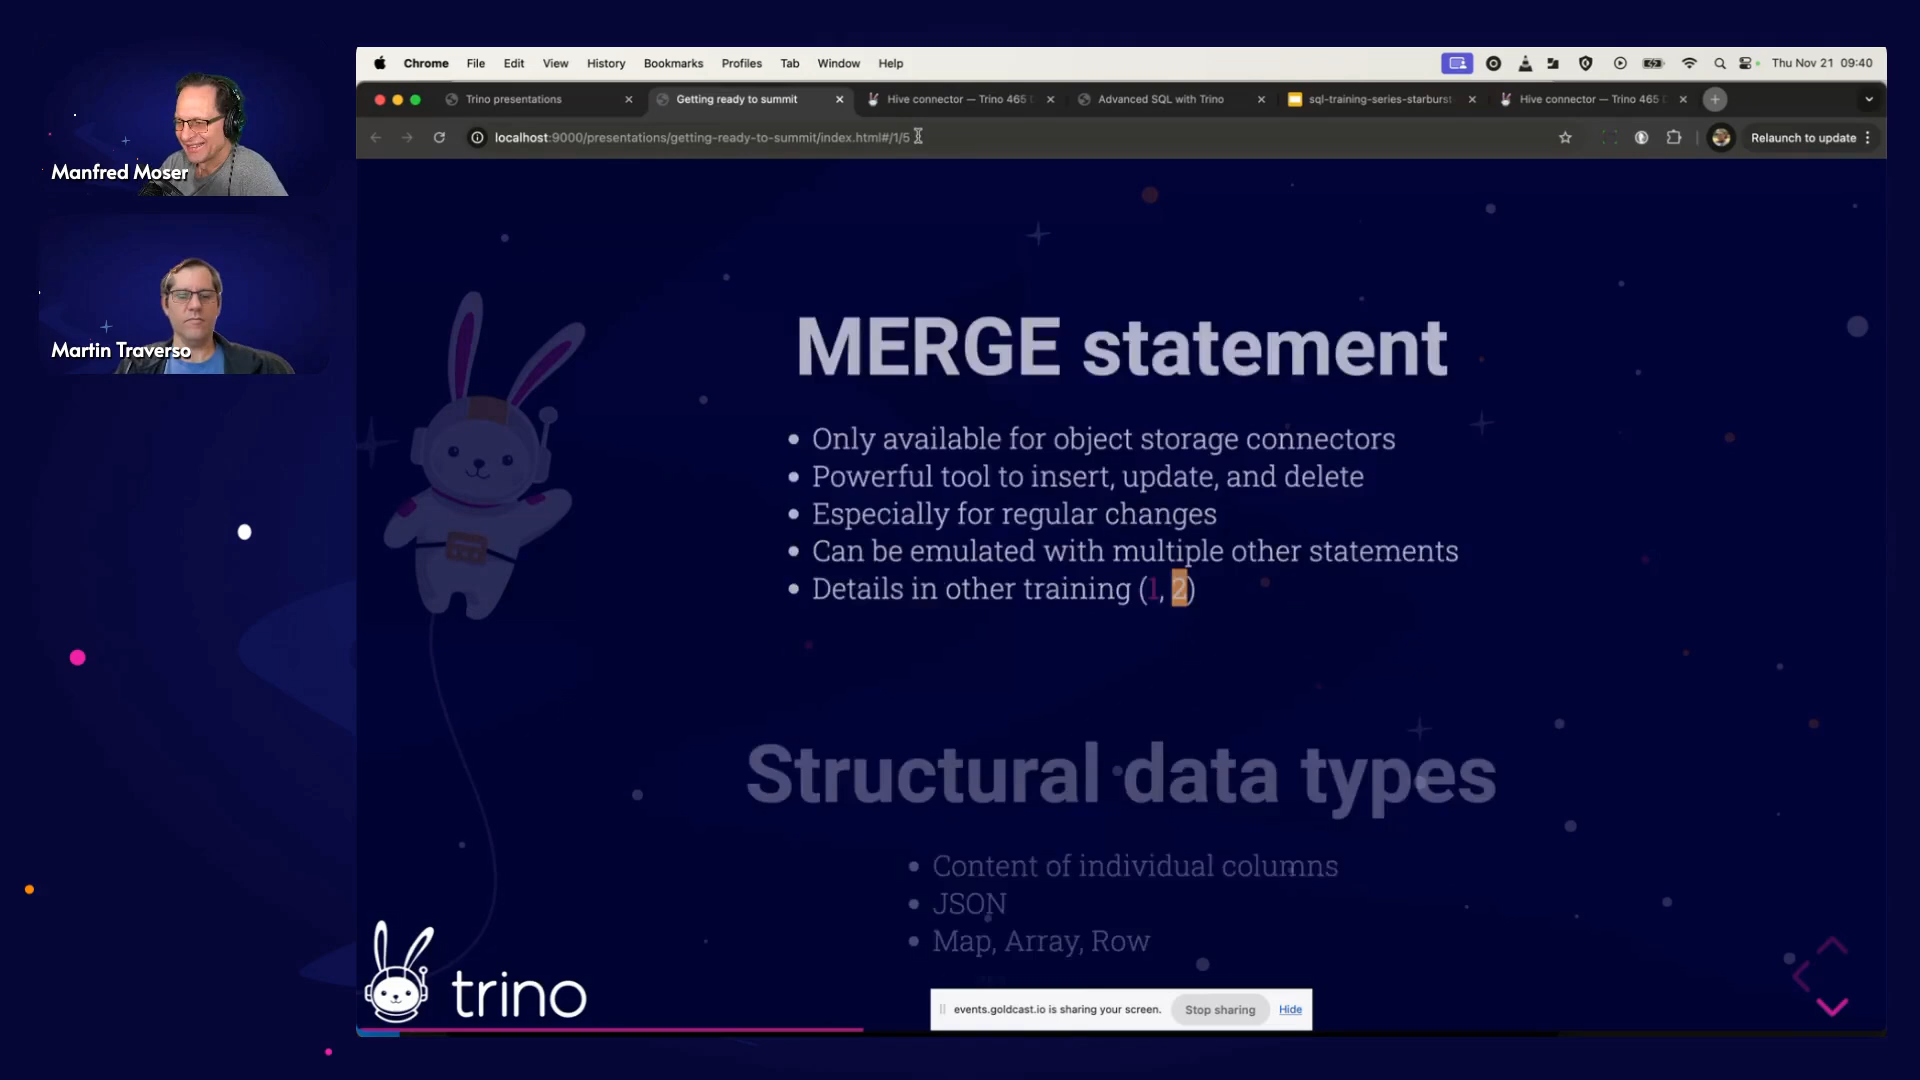 Manfred Moser
Martin Traverso
Chrome File Edit View History Bookmarks Profiles Tab Window Help
Thu Nov 21 09:40
Trino presentations
Getting ready to summit
Hive connector — Trino 465
Advanced SQL with Trino
sql-training-series-starburst
Hive connector — Trino 465
localhost:9000/presentations/getting-ready-to-summit/index.html#/1/5
Relaunch to update
MERGE statement
• Only available for object storage connectors
• Powerful tool to insert, update, and delete
• Especially for regular changes
• Can be emulated with multiple other statements
• Details in other training (1, 2)
Structural data types
• Content of individual columns
• JSON
• Map, Array, Row
trino
events.goldcast.io is sharing your screen. Stop sharing Hide